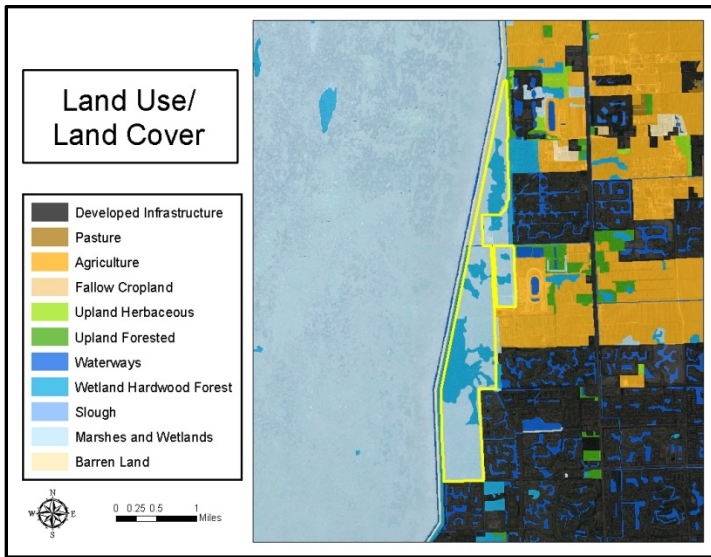 Land Use/
Land Cover
Developed Infrastructure
Pasture
Agriculture
Fallow Cropland
Upland Herbaceous
Upland Forested
Waterways
Wetland Hardwood Forest
Slough
Marshes and Wetlands
Barren Land
N
W E
S
0 0.25 0.5 1
Miles